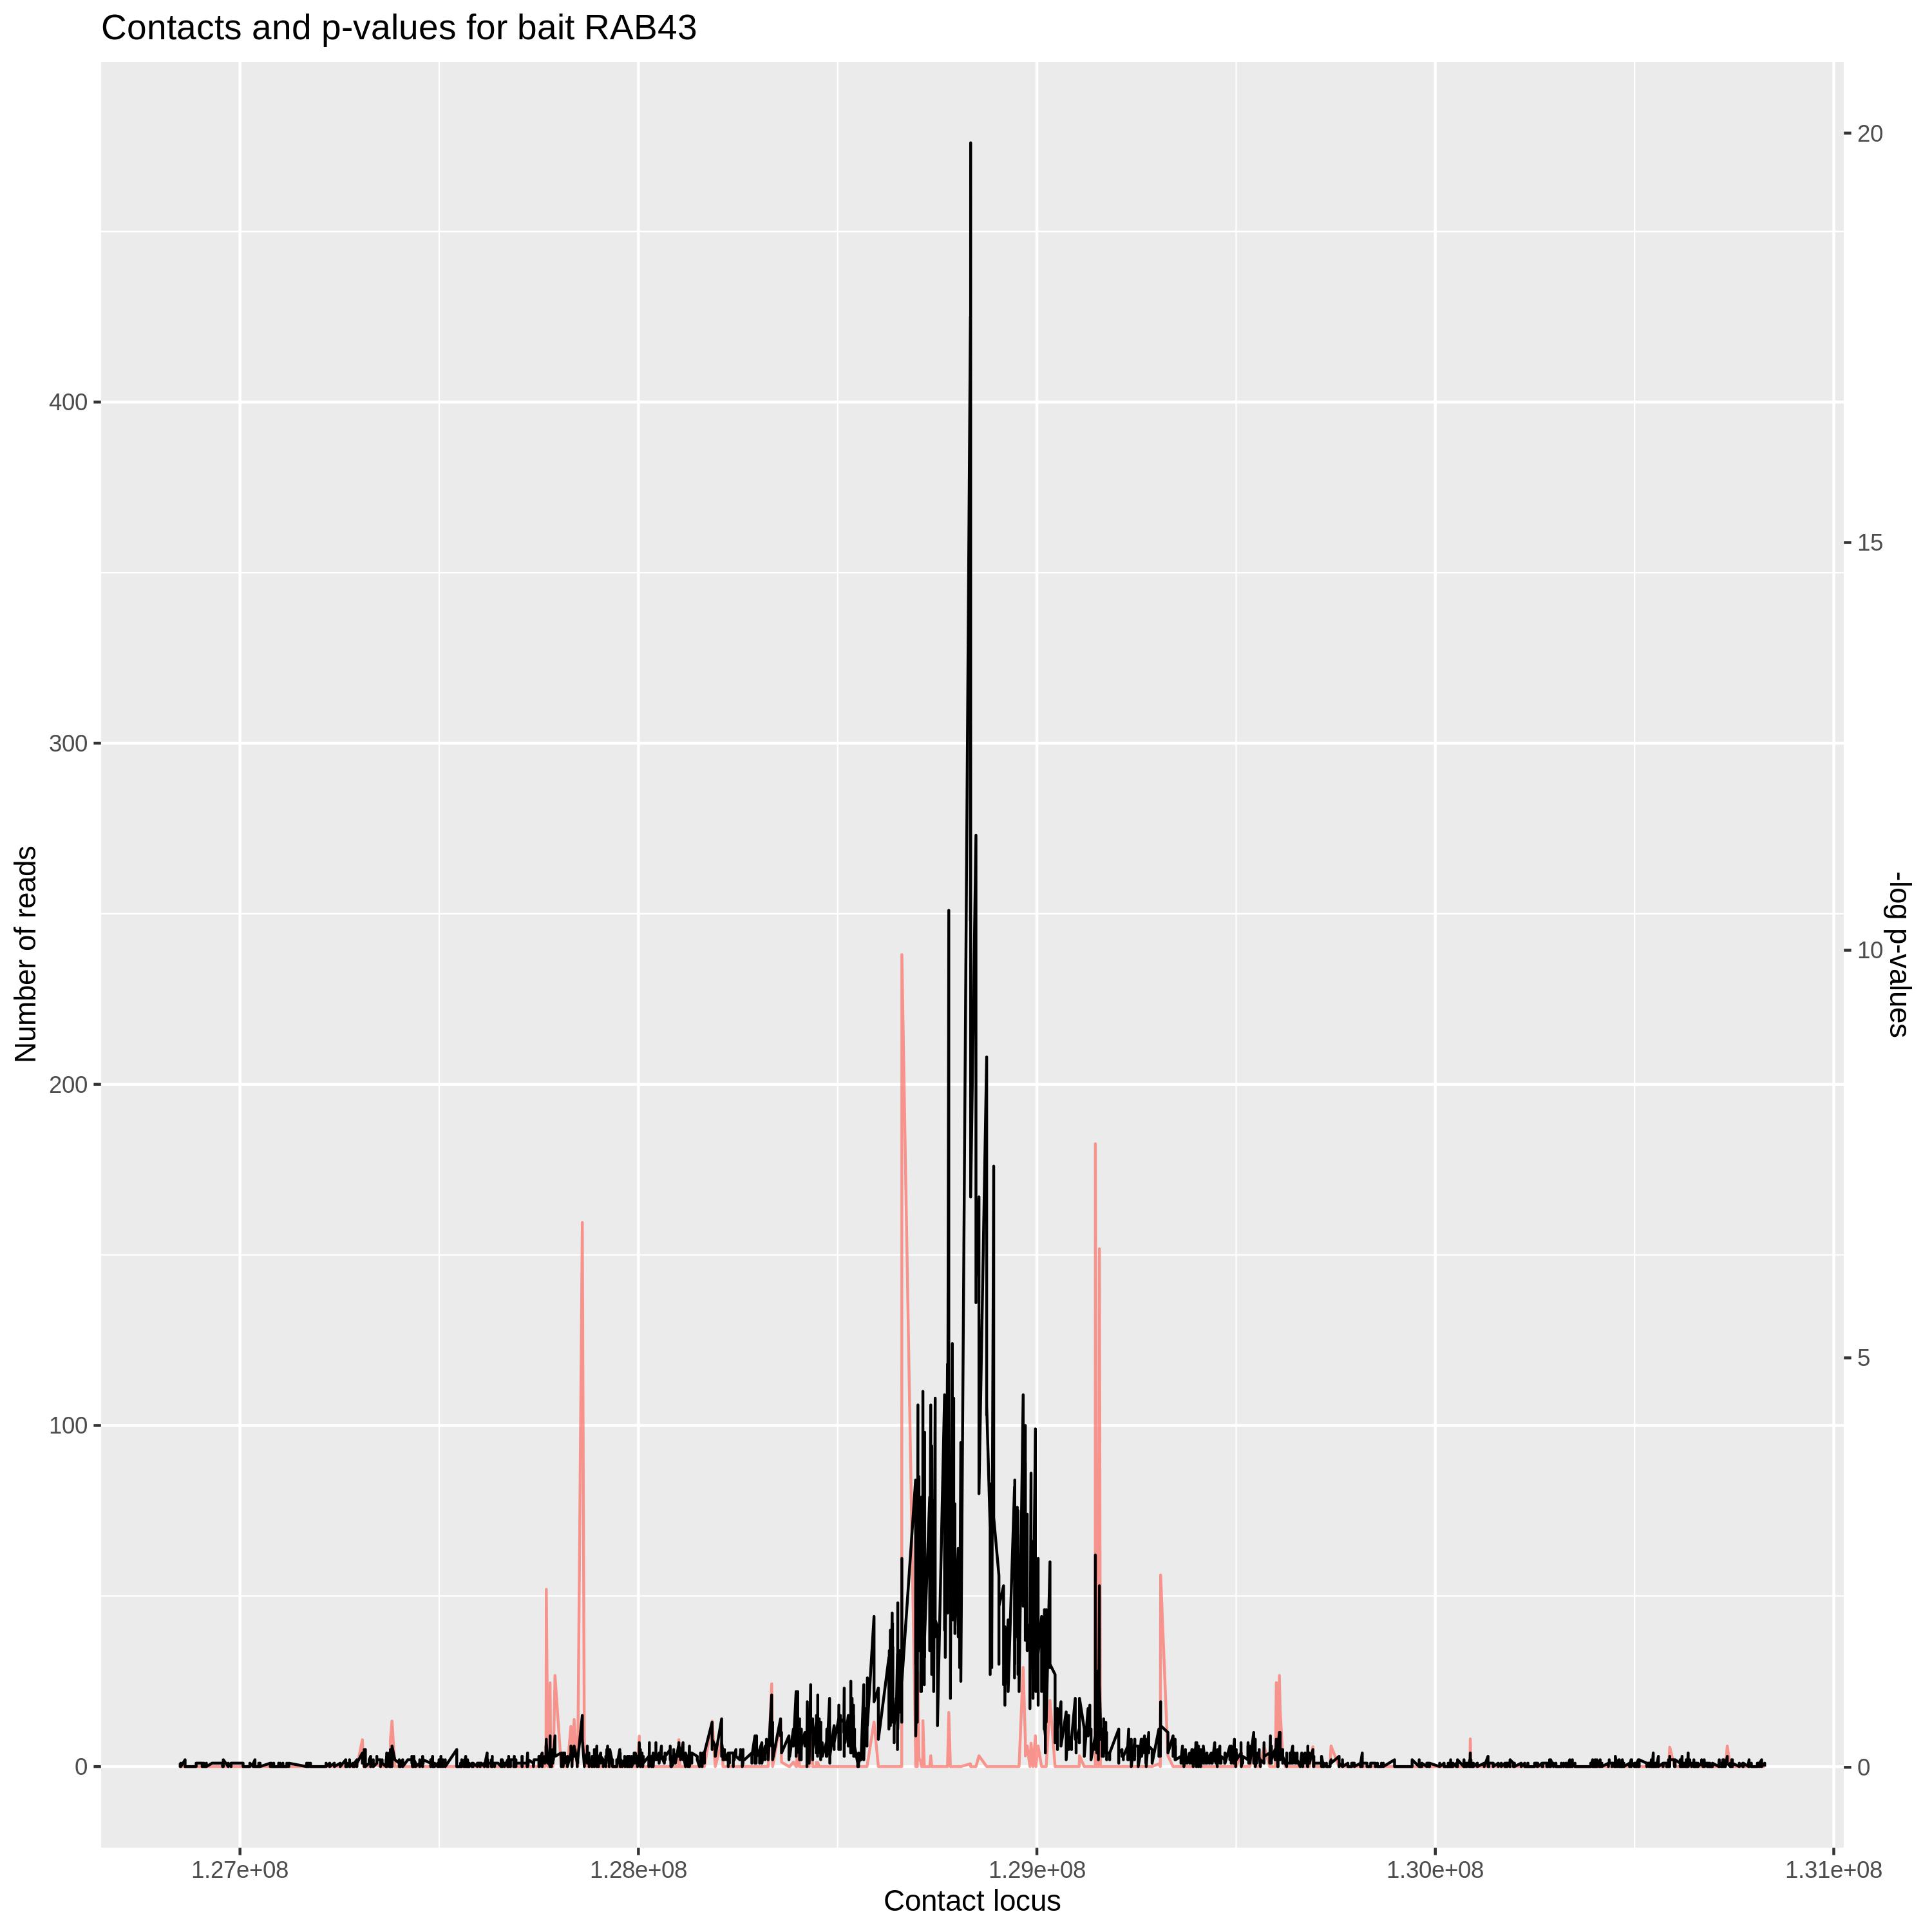 Contacts and p-values for bait RAB43
Number of reads
400
300
200
100
0
20
15
10
5
0
-log p-values
1.27e+08
1.28e+08
1.29e+08
1.30e+08
1.31e+08
Contact locus